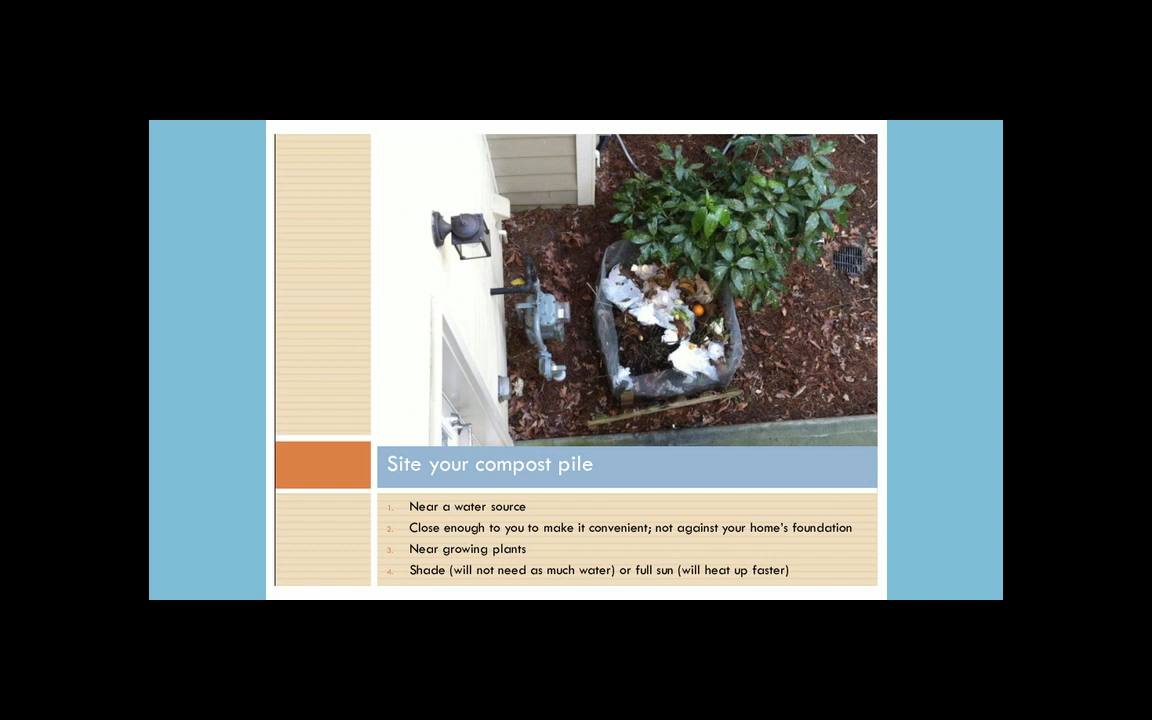 Site your compost pile
1. Near a water source
2. Close enough to you to make it convenient; not against your home's foundation
3. Near growing plants
4. Shade (will not need as much water) or full sun (will heat up faster)